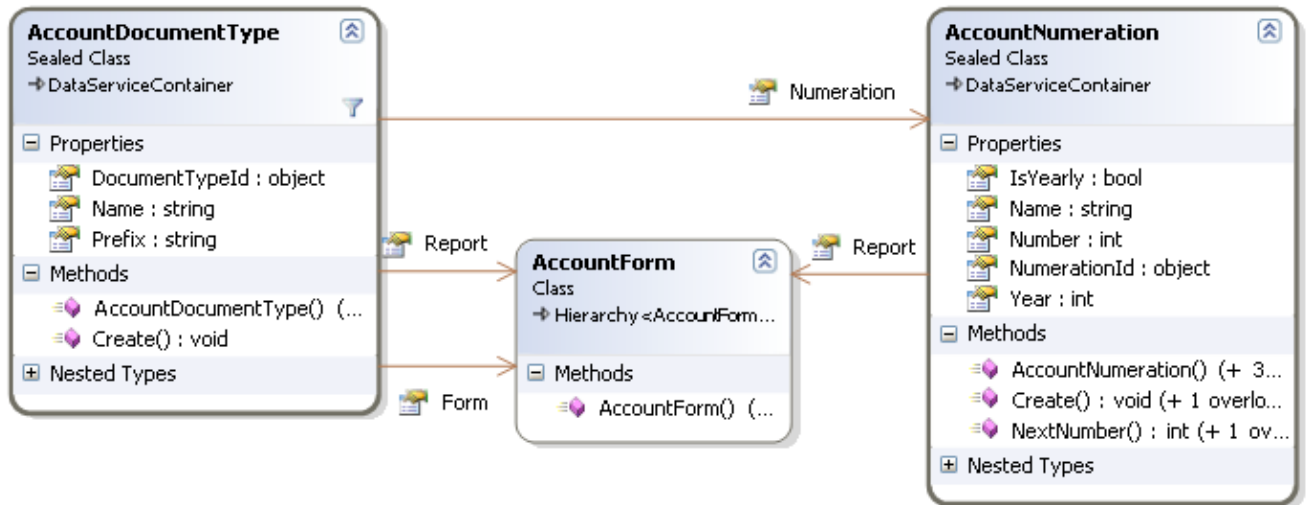 AccountDocumentType
Sealed Class
DataServiceContainer
Properties
DocumentTypeId : object
Name : string
Prefix : string
Methods
AccountDocumentType() (...
Create() : void
Nested Types
Numeration
Report
Form
AccountForm
Class
Hierarchy<AccountForm...
Methods
AccountForm() (...
Report
AccountNumeration
Sealed Class
DataServiceContainer
Properties
IsYearly : bool
Name : string
Number : int
NumerationId : object
Year : int
Methods
AccountNumeration() (+ 3...
Create() : void (+ 1 overlo...
NextNumber() : int (+ 1 ov...
Nested Types